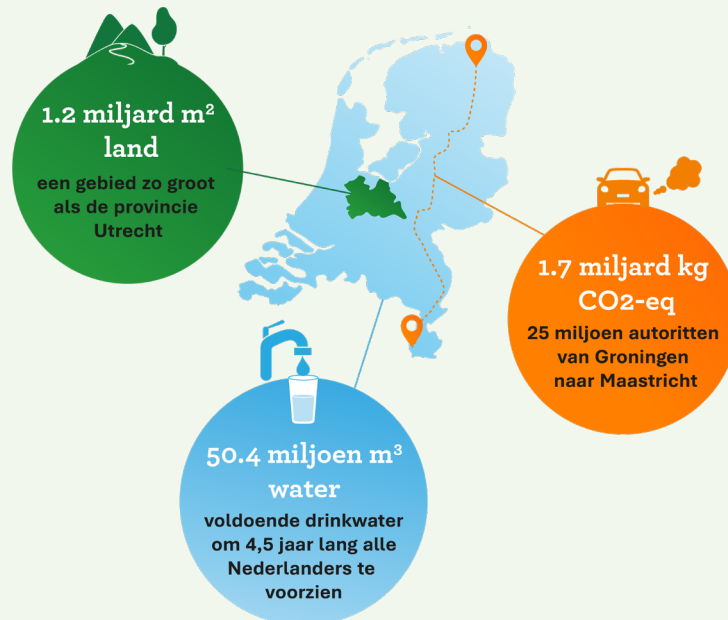 1.2 miljard m²
land
een gebied zo groot
als de provincie
Utrecht
1.7 miljard kg
CO2-eq
25 miljoen autoritten
van Groningen
naar Maastricht
50.4 miljoen m³
water
voldoende drinkwater
om 4,5 jaar lang alle
Nederlanders te
voorzien